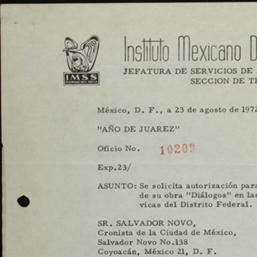 Instituto Mexicano D
IMSS
JEFATURA DE SERVICIOS DE
SECCION DE TE
México, D. F., a 23 de agosto de 1972
"AÑO DE JUAREZ"
Oficio No. 10209
Exp.23/
ASUNTO: Se solicita autorización para
de su obra "Diálogos" en las
vicas del Distrito Federal.
SR. SALVADOR NOVO,
Cronista de la Ciudad de México,
Salvador Novo No.138
Coyoacán, México 21, D. F.